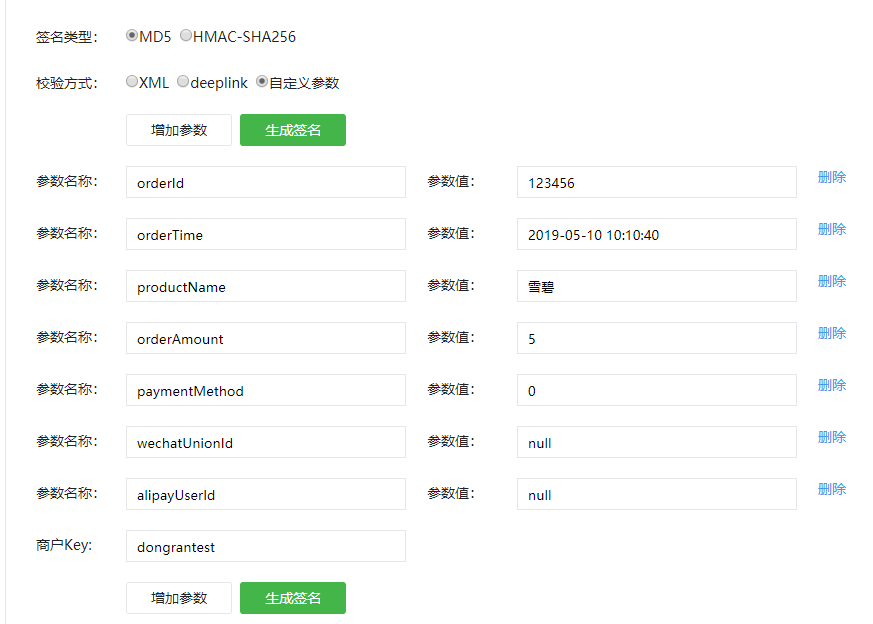 签名类型: MD5 HMAC-SHA256
校验方式: XML deeplink 自定义参数
增加参数 生成签名
参数名称: orderId 参数值: 123456 删除
参数名称: orderTime 参数值: 2019-05-10 10:10:40 删除
参数名称: productName 参数值: 雪碧 删除
参数名称: orderAmount 参数值: 5 删除
参数名称: paymentMethod 参数值: 0 删除
参数名称: wechatUnionId 参数值: null 删除
参数名称: alipayUserId 参数值: null 删除
商户Key: dongrantest
增加参数 生成签名